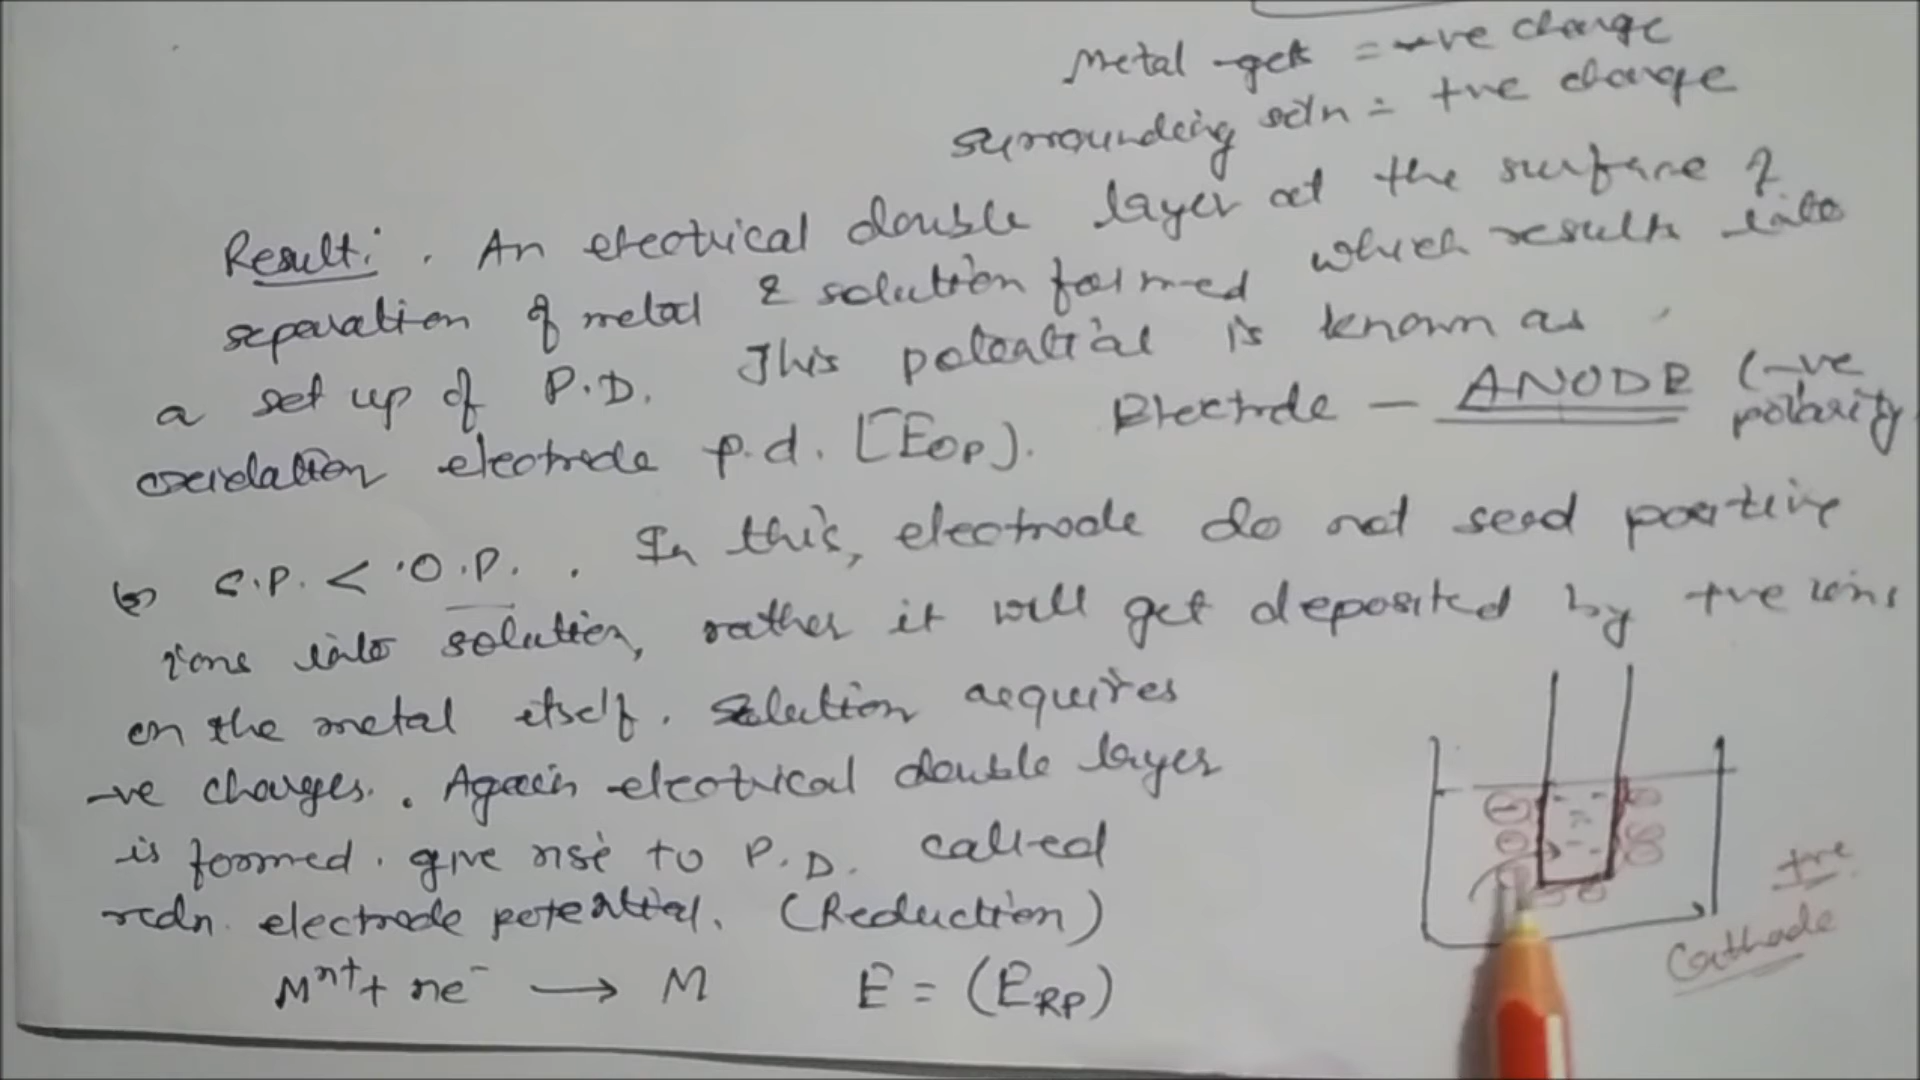 Metal gets = -ve charge
surrounding soln = +ve charge
Result: . An electrical double layer at the surface of
separation of metal & solution formed which results into
a set up of P.D. This potential is known as
oxidation electrode p.d. [EOP). Electrode - ANODE (-ve polarity
(b) S.P. < O.P. . In this, electrode do not send positive
ions into solution, rather it will get deposited by +ve ions
on the metal itself. Solution acquires
-ve charges. . Again electrical double layer
is formed. give rise to P.D. called
redn. electrode potential. (Reduction)
Mⁿ⁺ + ne⁻ → M E = (ERP)
+ve
Cathode